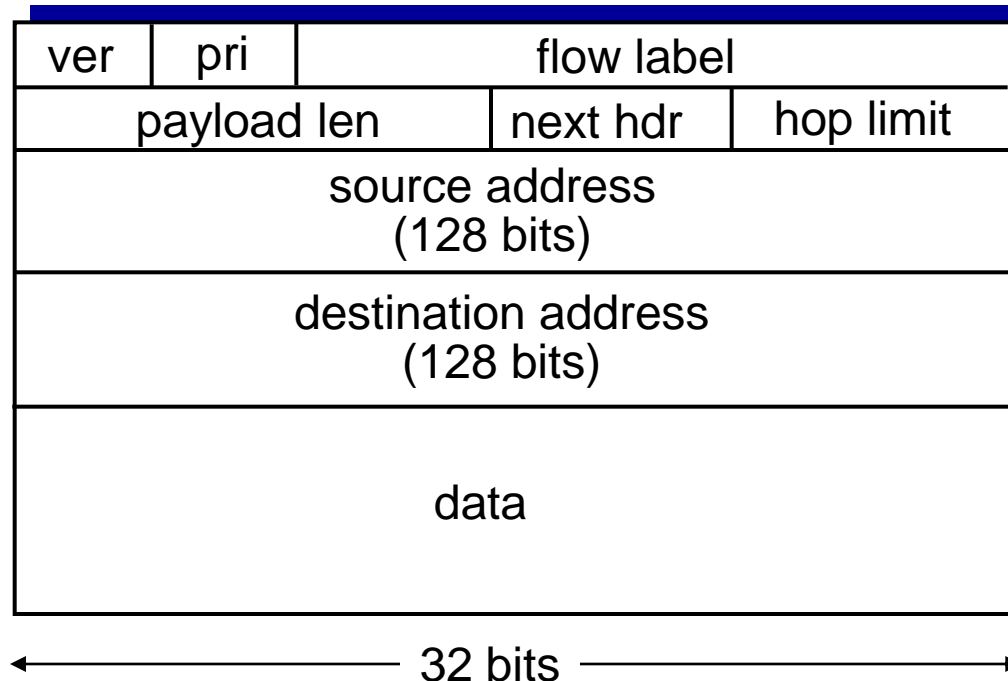 ver pri flow label
payload len next hdr hop limit
source address
(128 bits)
destination address
(128 bits)
data
32 bits